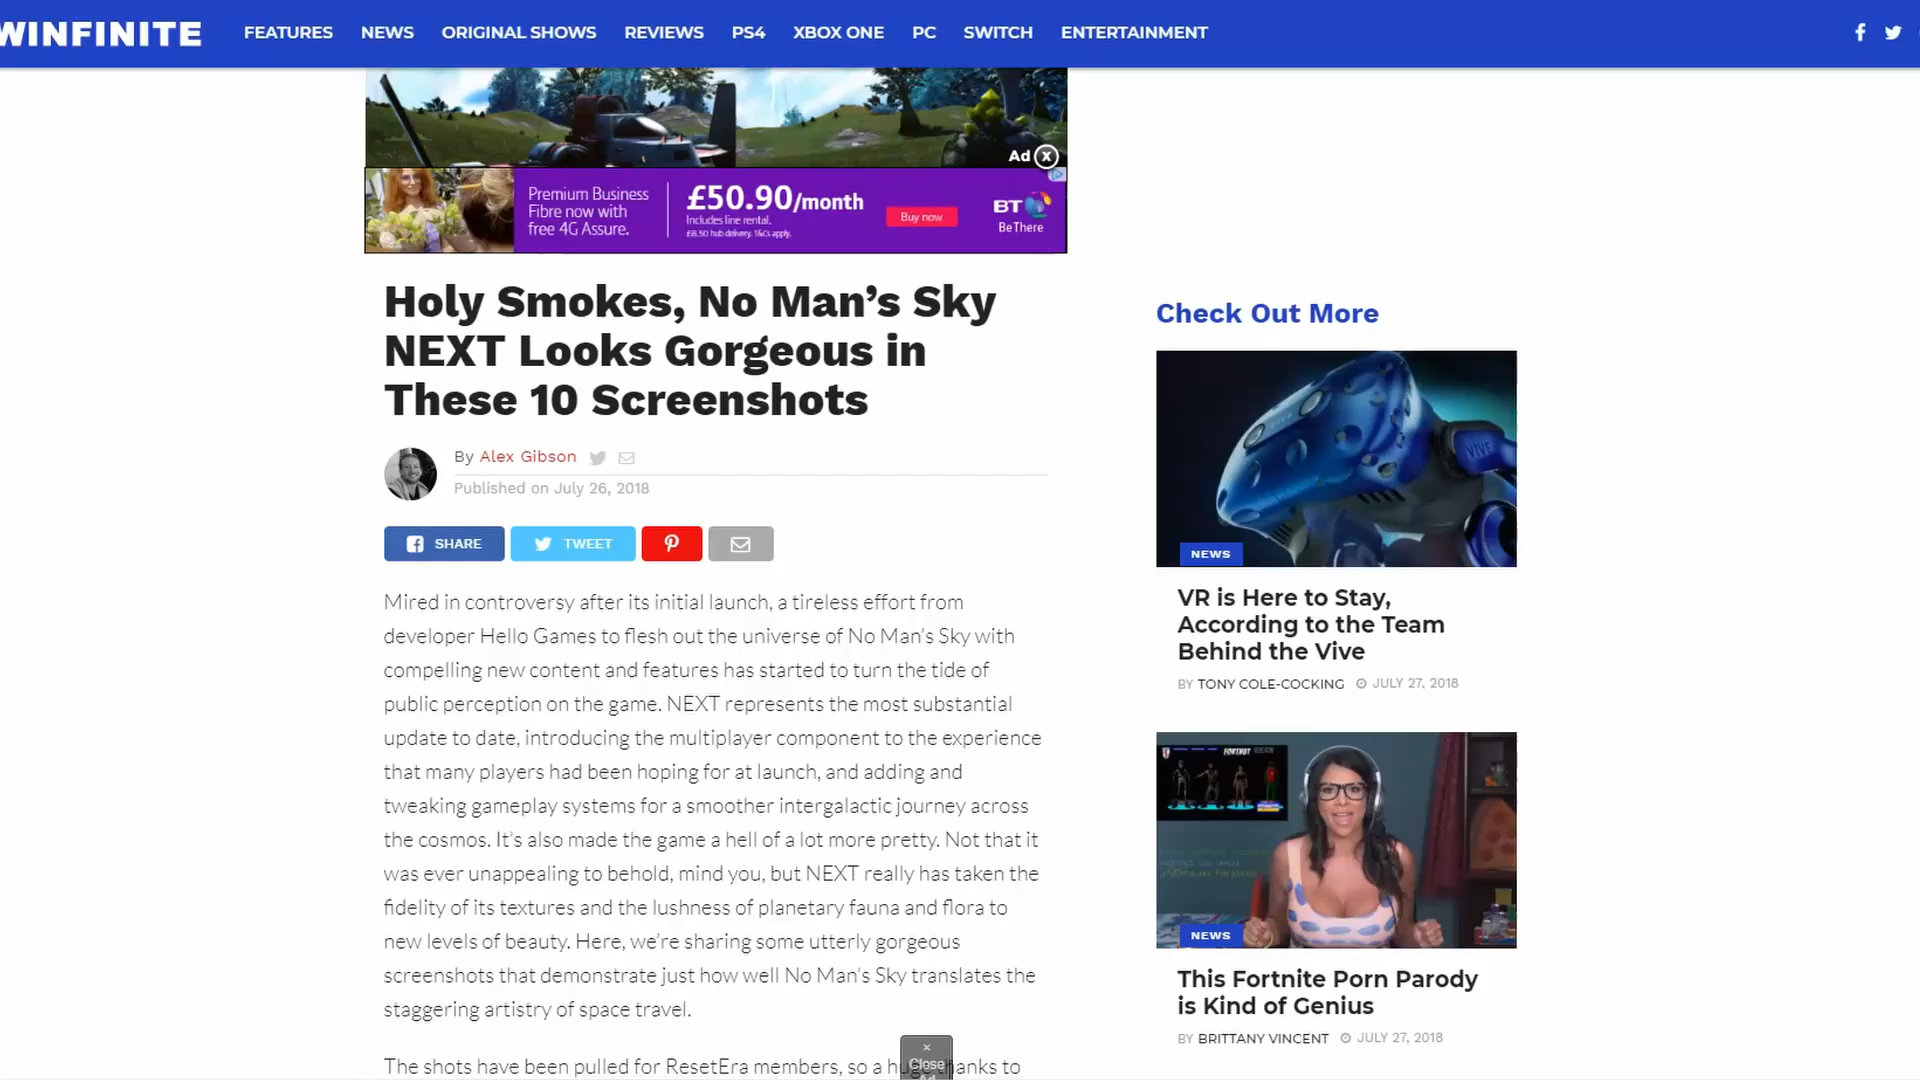 WINFINITE
FEATURES NEWS ORIGINAL SHOWS REVIEWS PS4 XBOX ONE PC SWITCH ENTERTAINMENT
Ad
Premium Business
Fibre now with
free 4G Assure.
£50.90/month
Includes line rental.
£8.50 hub delivery. T&Cs apply.
Buy now
BT
Be There
Holy Smokes, No Man’s Sky
NEXT Looks Gorgeous in
These 10 Screenshots
By Alex Gibson
Published on July 26, 2018
SHARE TWEET
Mired in controversy after its initial launch, a tireless effort from
developer Hello Games to flesh out the universe of No Man’s Sky with
compelling new content and features has started to turn the tide of
public perception on the game. NEXT represents the most substantial
update to date, introducing the multiplayer component to the experience
that many players had been hoping for at launch, and adding and
tweaking gameplay systems for a smoother intergalactic journey across
the cosmos. It’s also made the game a hell of a lot more pretty. Not that it
was ever unappealing to behold, mind you, but NEXT really has taken the
fidelity of its textures and the lushness of planetary fauna and flora to
new levels of beauty. Here, we’re sharing some utterly gorgeous
screenshots that demonstrate just how well No Man’s Sky translates the
staggering artistry of space travel.
The shots have been pulled for ResetEra members, so a huge thanks to
Close
Ad
Check Out More
VIVE
NEWS
VR is Here to Stay,
According to the Team
Behind the Vive
BY TONY COLE-COCKING JULY 27, 2018
FORTNUT
NEWS
This Fortnite Porn Parody
is Kind of Genius
BY BRITTANY VINCENT JULY 27, 2018